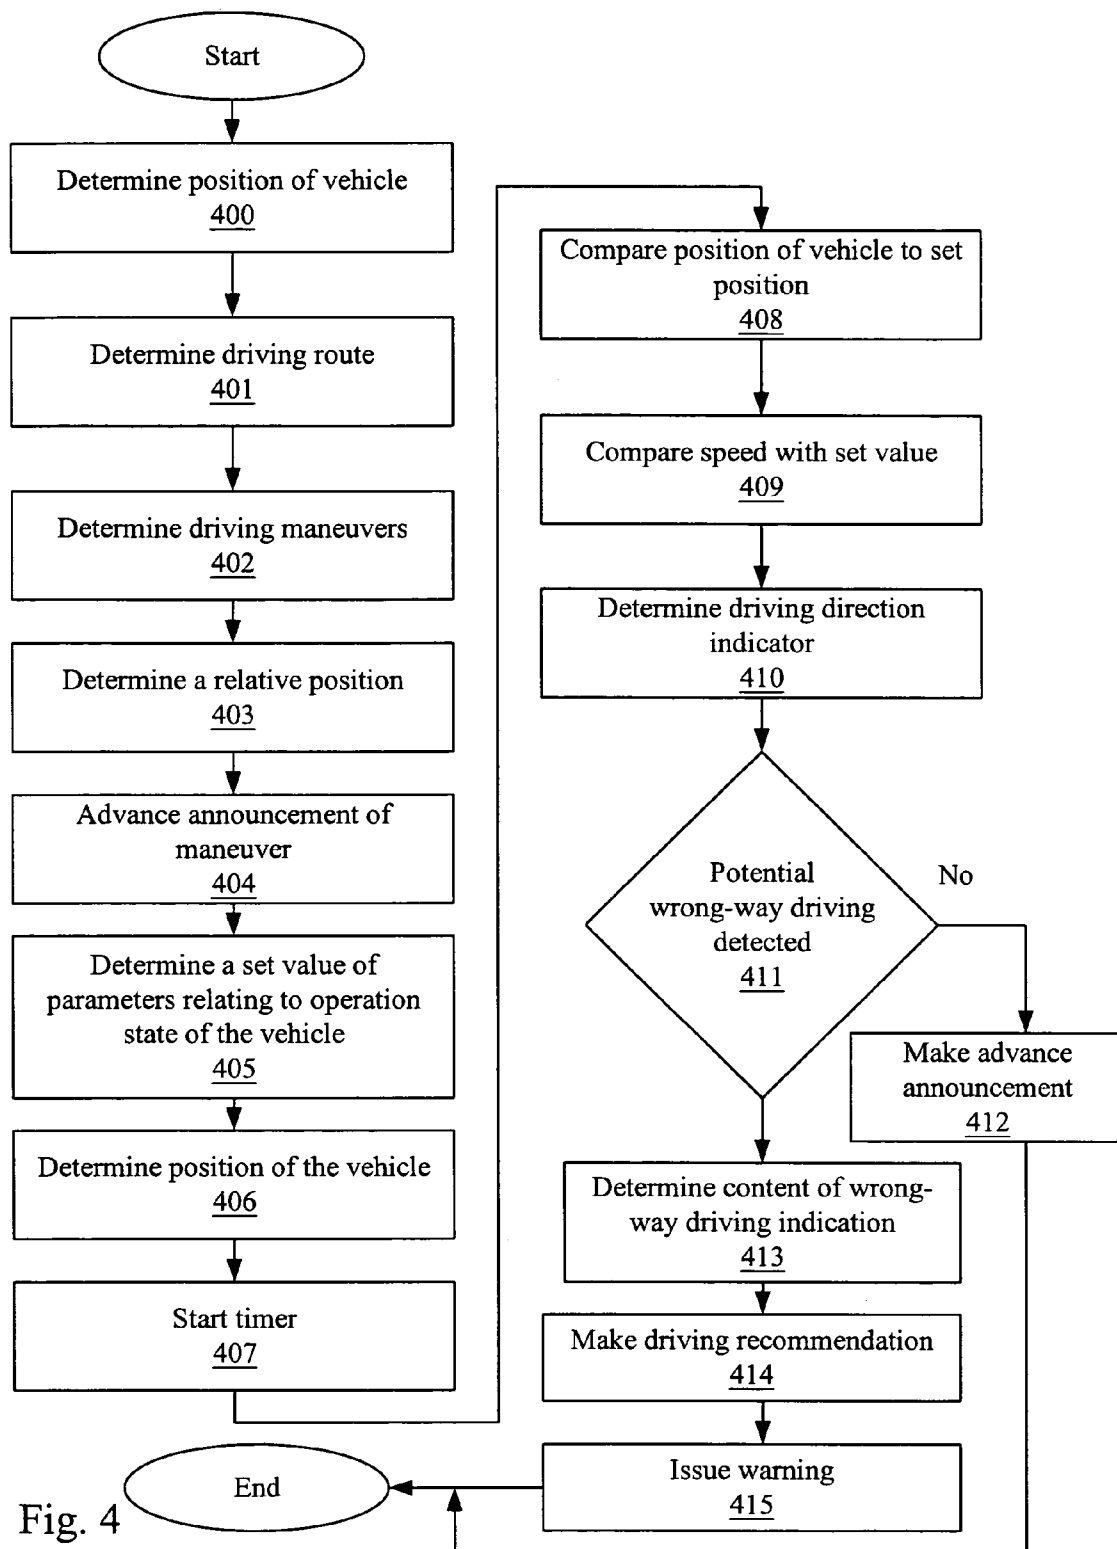 Start
Determine position of vehicle
400
Determine driving route
401
Determine driving maneuvers
402
Determine a relative position
403
Advance announcement of
maneuver
404
Determine a set value of
parameters relating to operation
state of the vehicle
405
Determine position of the vehicle
406
Start timer
407
Compare position of vehicle to set
position
408
Compare speed with set value
409
Determine driving direction
indicator
410
Potential
wrong-way driving
detected
411
No
Make advance
announcement
412
Determine content of wrong-
way driving indication
413
Make driving recommendation
414
Issue warning
415
End
Fig. 4